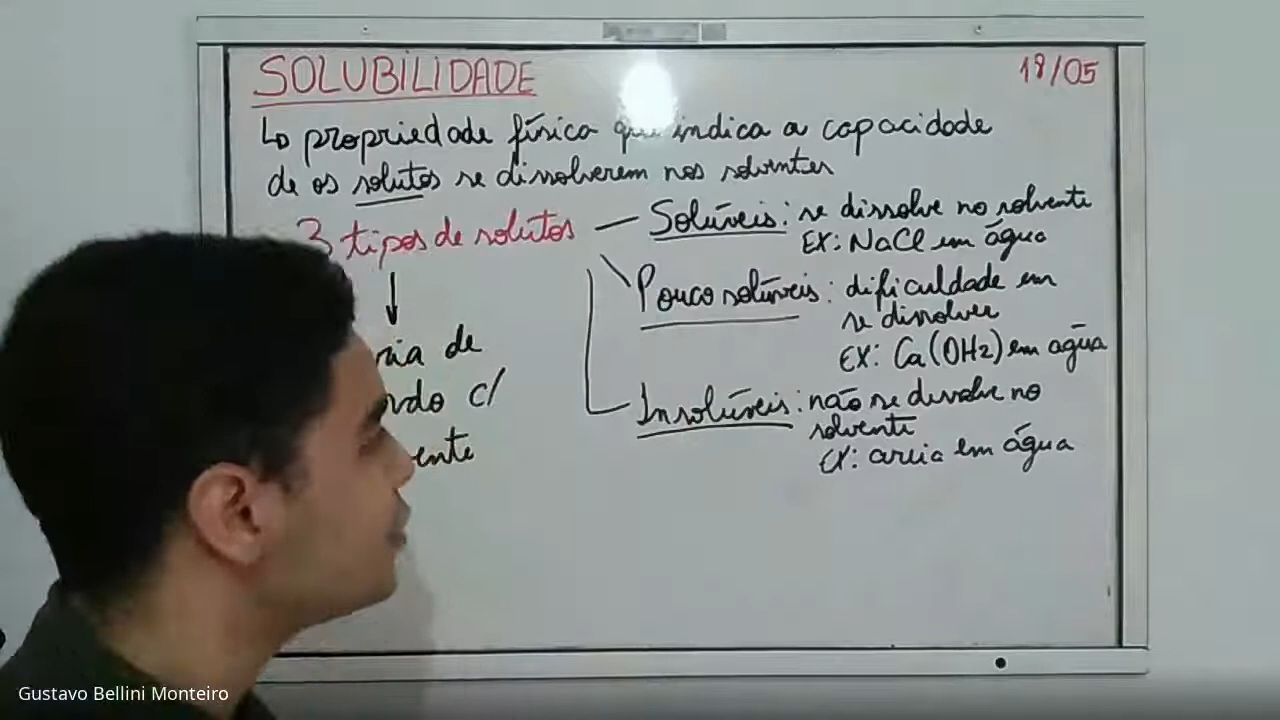 SOLUBILIDADE
18/05
↳ propriedade física que indica a capacidade
de os solutos se dissolverem nos solventes
3 tipos de solutos
Solúveis: se dissolve no solvente
EX: NaCl em água
Pouco solúveis: dificuldade em
se dissolver
EX: Ca(OH2) em água
Insolúveis: não se dissolve no
solvente
EX: areia em água
de
c/
Gustavo Bellini Monteiro